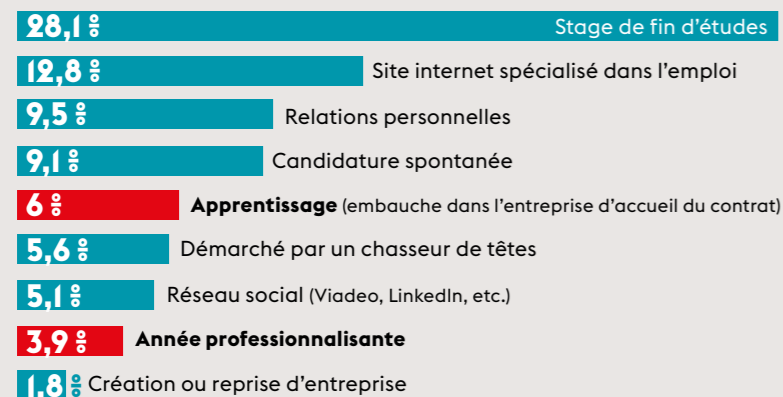 28,1 % Stage de fin d’études
12,8 % Site internet spécialisé dans l’emploi
9,5 % Relations personnelles
9,1 % Candidature spontanée
6 % Apprentissage (embauche dans l’entreprise d’accueil du contrat)
5,6 % Démarché par un chasseur de têtes
5,1 % Réseau social (Viadeo, LinkedIn, etc.)
3,9 % Année professionnalisante
1,8 % Création ou reprise d’entreprise